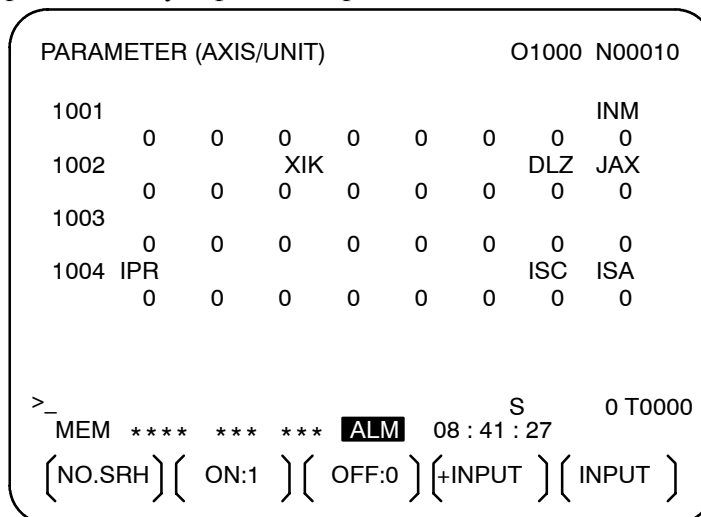 PARAMETER (AXIS/UNIT) O1000 N00010
1001 INM
0 0 0 0 0 0 0 0
1002 XIK DLZ JAX
0 0 0 0 0 0 0 0
1003
0 0 0 0 0 0 0 0
1004 IPR ISC ISA
0 0 0 0 0 0 0 0
>_ S 0 T0000
MEM **** *** *** ALM 08 : 41 : 27
[NO.SRH] [ ON:1 ] [ OFF:0 ] [+INPUT ] [ INPUT ]